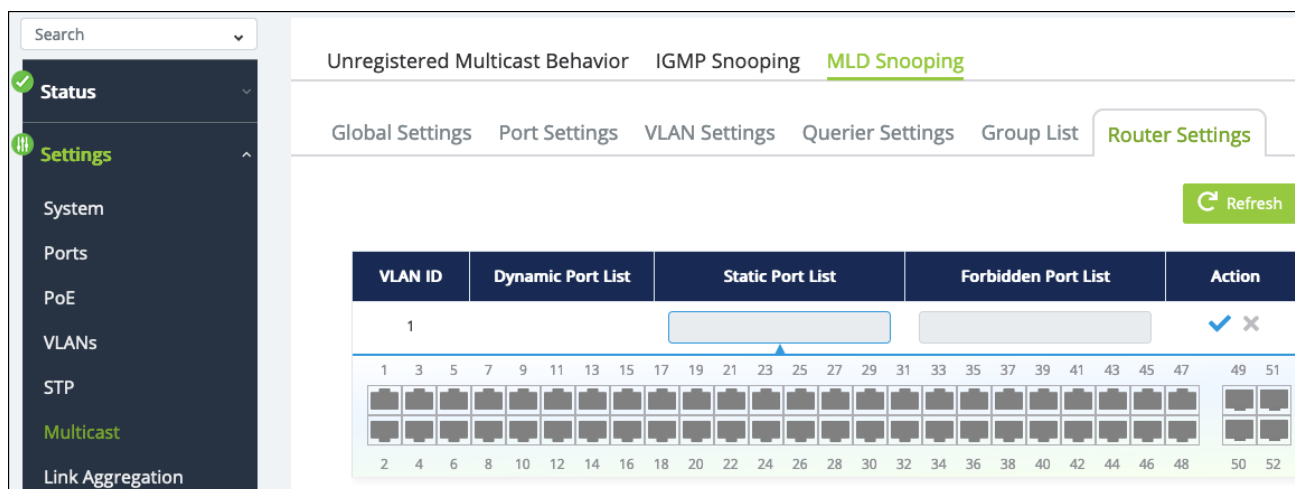 Search
Status
Settings
System
Ports
PoE
VLANs
STP
Multicast
Link Aggregation
Unregistered Multicast Behavior IGMP Snooping MLD Snooping
Global Settings Port Settings VLAN Settings Querier Settings Group List Router Settings
Refresh
VLAN ID Dynamic Port List Static Port List Forbidden Port List Action
1
1 3 5 7 9 11 13 15 17 19 21 23 25 27 29 31 33 35 37 39 41 43 45 47 49 51
2 4 6 8 10 12 14 16 18 20 22 24 26 28 30 32 34 36 38 40 42 44 46 48 50 52